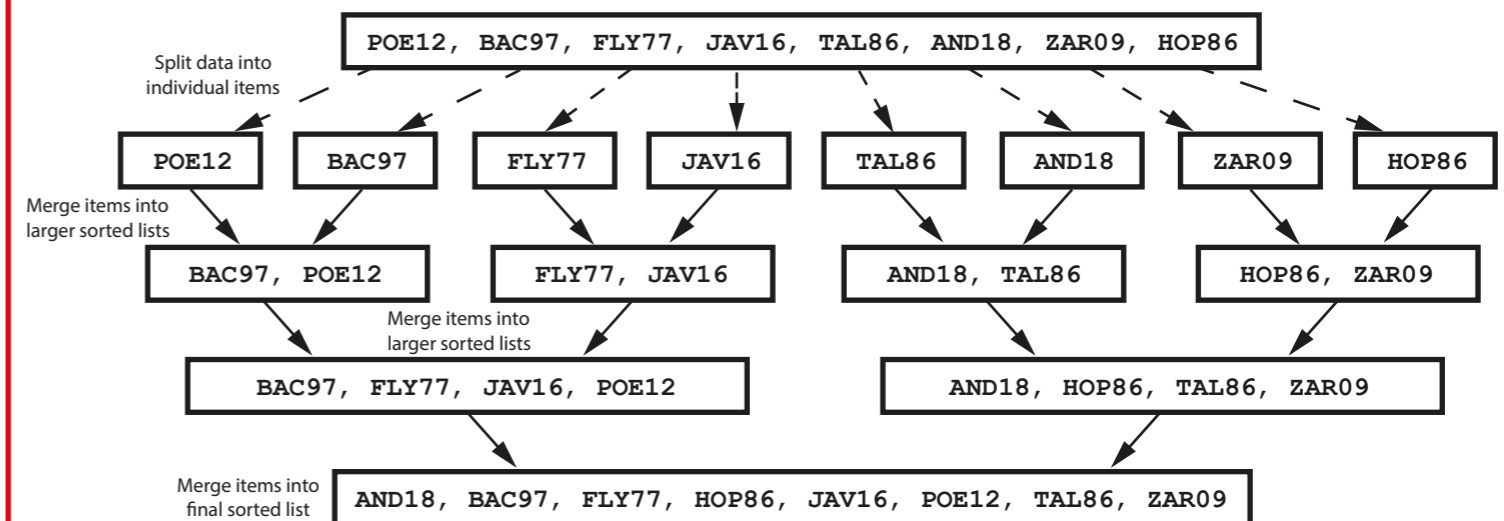 POE12, BAC97, FLY77, JAV16, TAL86, AND18, ZAR09, HOP86
Split data into
individual items
POE12
BAC97
FLY77
JAV16
TAL86
AND18
ZAR09
HOP86
Merge items into
larger sorted lists
BAC97, POE12
FLY77, JAV16
AND18, TAL86
HOP86, ZAR09
Merge items into
larger sorted lists
BAC97, FLY77, JAV16, POE12
AND18, HOP86, TAL86, ZAR09
Merge items into
final sorted list
AND18, BAC97, FLY77, HOP86, JAV16, POE12, TAL86, ZAR09